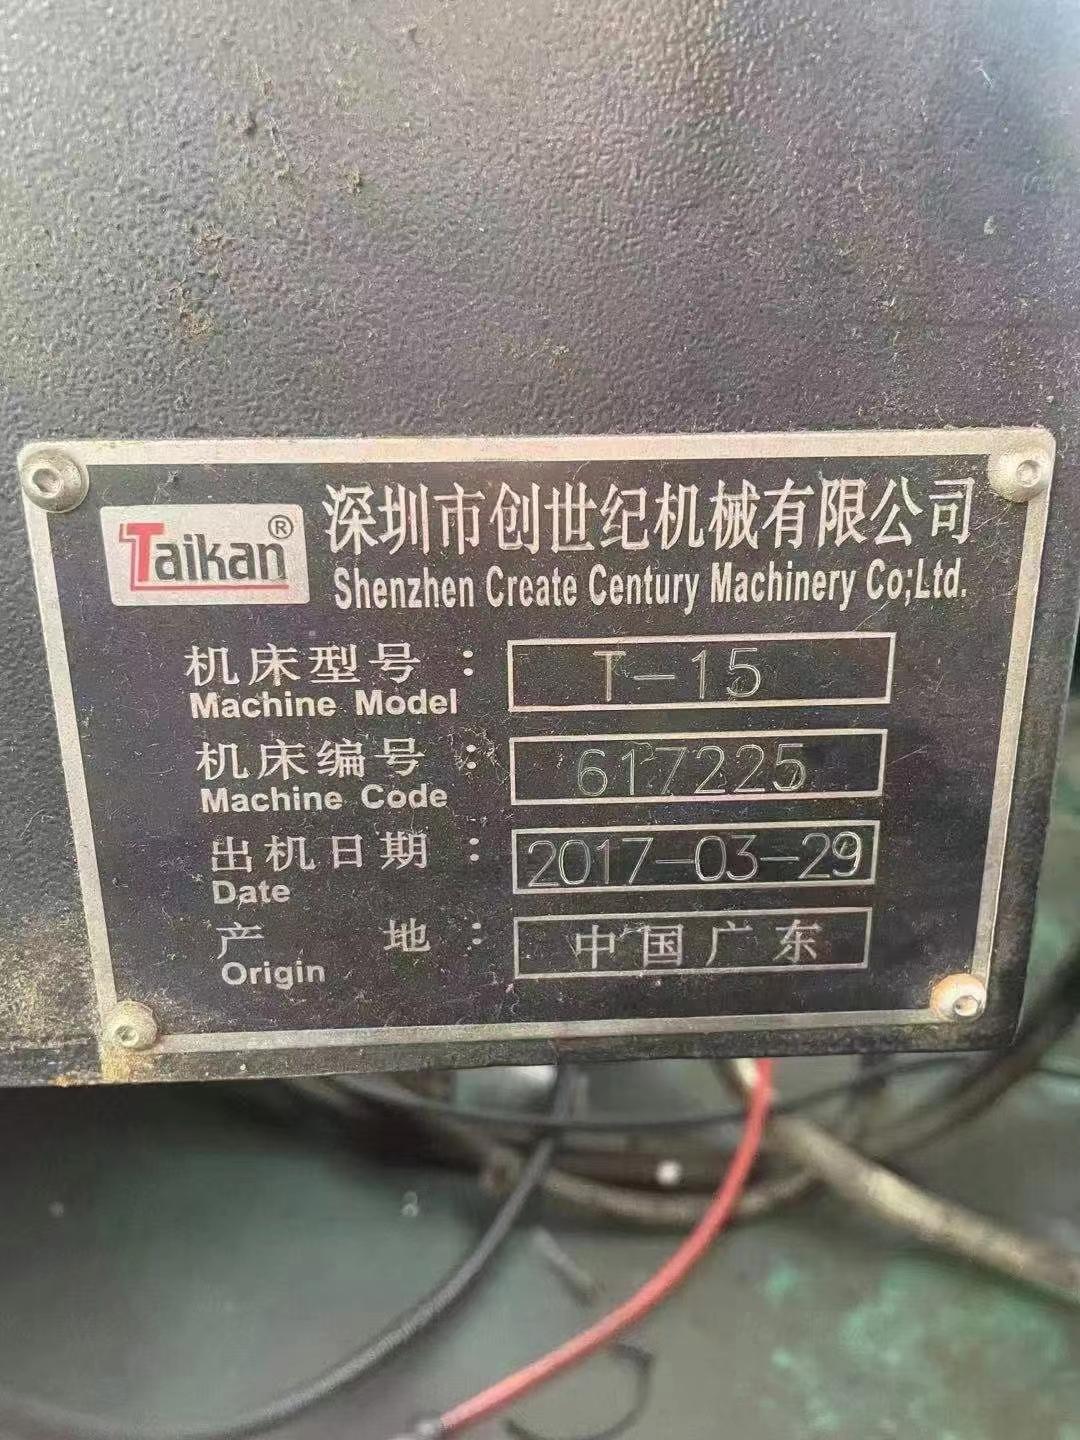 Taikan®
深圳市创世纪机械有限公司
Shenzhen Create Century Machinery Co;Ltd.
机床型号：T-15
Machine Model
机床编号：617225
Machine Code
出机日期：2017-03-29
Date
产地：中国广东
Origin